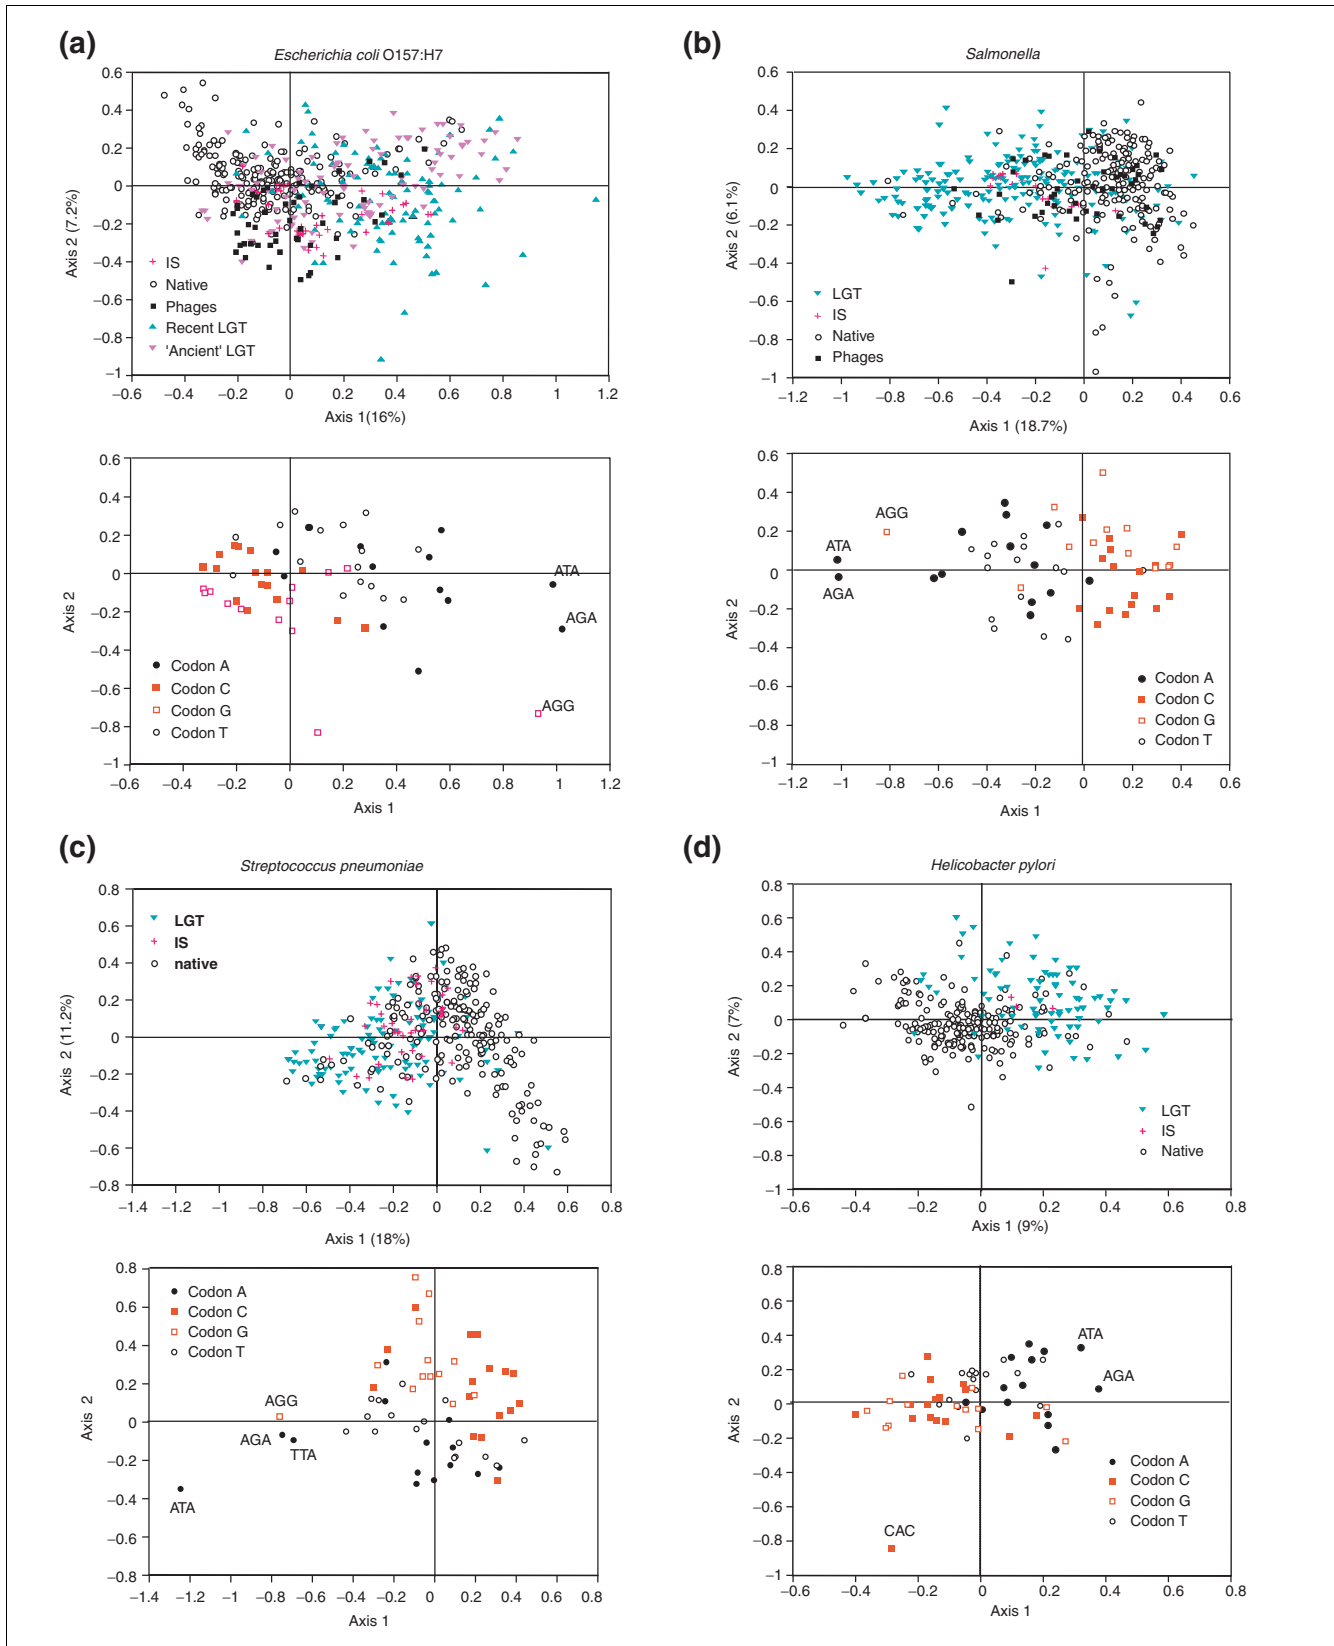 (a)
Escherichia coli O157:H7
0.6
0.4
0.2
0
−0.2
−0.4
−0.6
−0.8
−1
Axis 2 (7.2%)
IS
Native
Phages
Recent LGT
'Ancient' LGT
−0.6
−0.4
−0.2
0
0.2
0.4
0.6
0.8
1
1.2
Axis 1(16%)
0.6
0.4
0.2
0
−0.2
−0.4
−0.6
−0.8
−1
Axis 2
ATA
AGA
AGG
Codon A
Codon C
Codon G
Codon T
−0.6
−0.4
−0.2
0
0.2
0.4
0.6
0.8
1
1.2
Axis 1
(b)
Salmonella
0.6
0.4
0.2
0
−0.2
−0.4
−0.6
−0.8
−1
Axis 2 (6.1%)
LGT
IS
Native
Phages
−1.2
−1
−0.8
−0.6
−0.4
−0.2
0
0.2
0.4
0.6
Axis 1 (18.7%)
0.6
0.4
0.2
0
−0.2
−0.4
−0.6
−0.8
−1
Axis 2
AGG
ATA
AGA
Codon A
Codon C
Codon G
Codon T
−1.2
−1
−0.8
−0.6
−0.4
−0.2
0
0.2
0.4
0.6
Axis 1
(c)
Streptococcus pneumoniae
0.8
0.6
0.4
0.2
0
−0.2
−0.4
−0.6
−0.8
Axis 2 (11.2%)
LGT
IS
native
−1.4
−1.2
−1
−0.8
−0.6
−0.4
−0.2
0
0.2
0.4
0.6
0.8
Axis 1 (18%)
0.8
0.6
0.4
0.2
0
−0.2
−0.4
−0.6
−0.8
Axis 2
Codon A
Codon C
Codon G
Codon T
AGG
AGA
TTA
ATA
−1.4
−1.2
−1
−0.8
−0.6
−0.4
−0.2
0
0.2
0.4
0.6
0.8
Axis 1
(d)
Helicobacter pylori
0.8
0.6
0.4
0.2
0
−0.2
−0.4
−0.6
−0.8
−1
Axis 2 (7%)
LGT
IS
Native
−0.6
−0.4
−0.2
0
0.2
0.4
0.6
0.8
Axis 1 (9%)
0.8
0.6
0.4
0.2
0
−0.2
−0.4
−0.6
−0.8
−1
Axis 2
ATA
AGA
CAC
Codon A
Codon C
Codon G
Codon T
−0.6
−0.4
−0.2
0
0.2
0.4
0.6
0.8
Axis 1